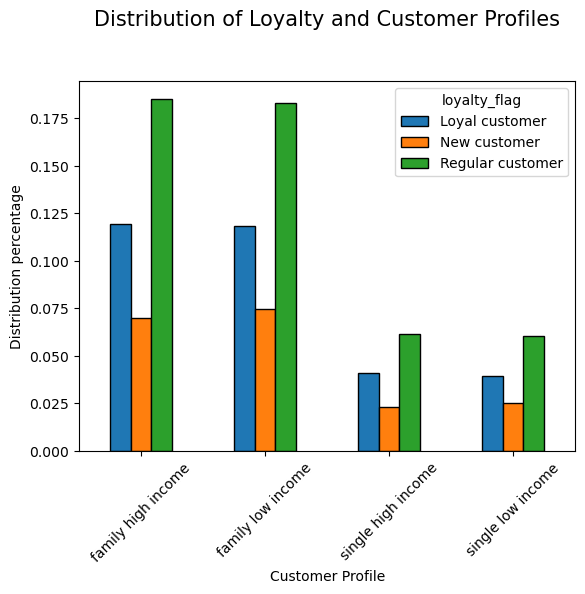 Distribution of Loyalty and Customer Profiles
loyalty_flag
Loyal customer
New customer
Regular customer
Distribution percentage
0.175
0.150
0.125
0.100
0.075
0.050
0.025
0.000
family high income
family low income
single high income
single low income
Customer Profile